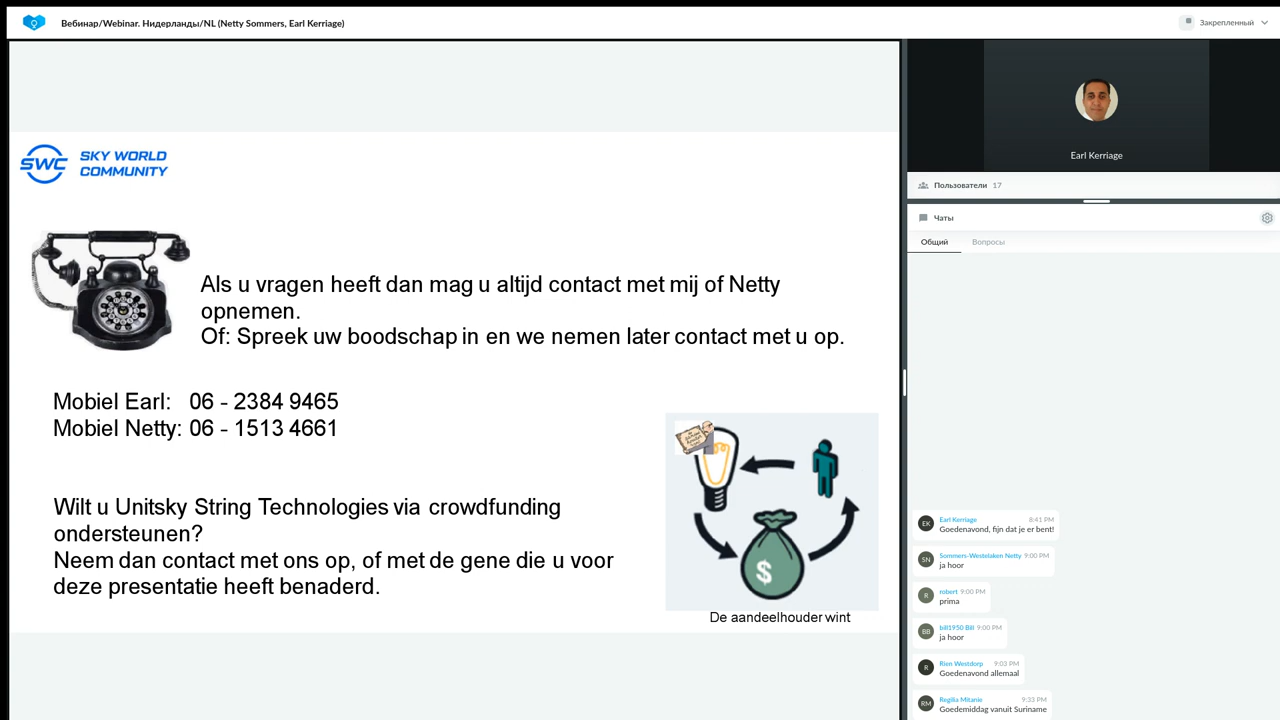 Вебинар/Webinar. Нидерланды/NL (Netty Sommers, Earl Kerriage)
Закрепленный
SWC SKY WORLD
COMMUNITY
Als u vragen heeft dan mag u altijd contact met mij of Netty
opnemen.
Of: Spreek uw boodschap in en we nemen later contact met u op.
Mobiel Earl: 06 - 2384 9465
Mobiel Netty: 06 - 1513 4661
Wilt u Unitsky String Technologies via crowdfunding
ondersteunen?
Neem dan contact met ons op, of met de gene die u voor
deze presentatie heeft benaderd.
$
De aandeelhouder wint
Earl Kerriage
Пользователи 17
Чаты
Общий Вопросы
EK Earl Kerriage 8:41 PM
Goedenavond, fijn dat je er bent!
SN Sommers-Westelaken Netty 9:00 PM
ja hoor
R robert 9:00 PM
prima
BB bill1950 Bill 9:00 PM
ja hoor
R Rien Westdorp 9:03 PM
Goedenavond allemaal
RM Regilia Mitanie 9:33 PM
Goedemiddag vanuit Suriname